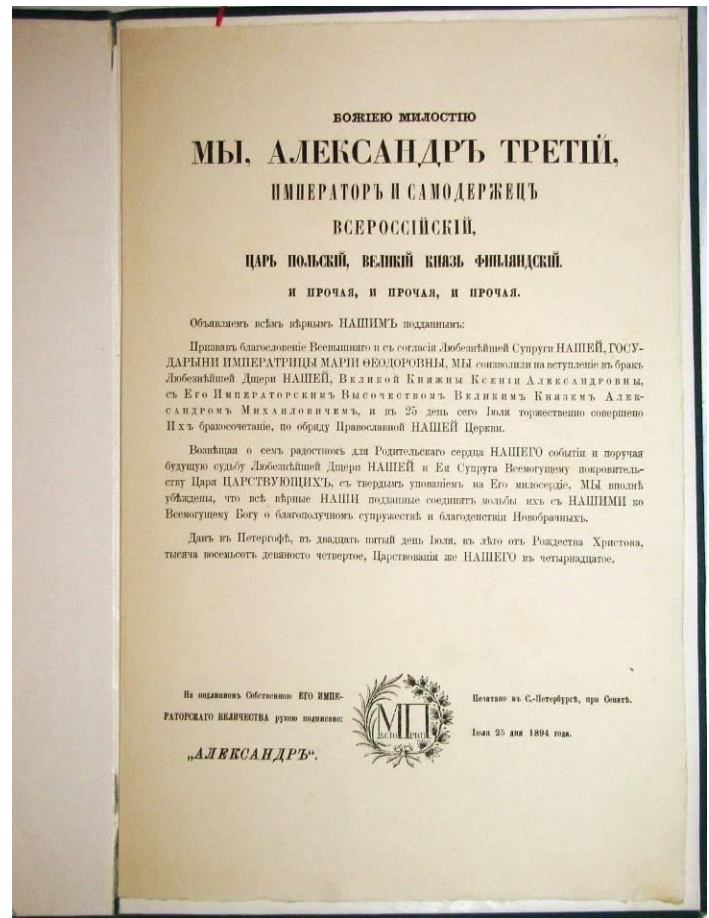 БОЖІЕЮ МИЛОСТІЮ
МЫ, АЛЕКСАНДРЪ ТРЕТІЙ,
ИМПЕРАТОРЪ И САМОДЕРЖЕЦЪ
ВСЕРОССІЙСКІЙ,
ЦАРЬ ПОЛЬСКІЙ, ВЕЛИКІЙ КНЯЗЬ ФИНЛЯНДСКІЙ.
И ПРОЧАЯ, И ПРОЧАЯ, И ПРОЧАЯ.
Объявляемъ всѣмъ вѣрнымъ НАШИМЪ подданнымъ:
Призвавъ благословеніе Всевышняго и съ согласія Любезнѣйшей Супруги НАШЕЙ, ГОСУ-
ДАРЫНИ ИМПЕРАТРИЦЫ МАРІИ ѲЕОДОРОВНЫ, МЫ соизволили на вступленіе въ бракъ
Любезнѣйшей Дщери НАШЕЙ, Великой Княжны Ксеніи Александровны,
съ Его Императорскимъ Высочествомъ Великимъ Княземъ Алек-
сандромъ Михаиловичемъ, и въ 25 день сего Іюля торжественно совершено
Ихъ бракосочетаніе, по обряду Православной НАШЕЙ Церкви.
Возвѣщая о семъ радостномъ для Родительскаго сердца НАШЕГО событіи и поручая
будущую судьбу Любезнѣйшей Дщери НАШЕЙ и Ея Супруга Всемогущему покровитель-
ству Царя ЦАРСТВУЮЩИХЪ, съ твердымъ упованіемъ на Его милосердіе, МЫ вполнѣ
убѣждены, что всѣ вѣрные НАШИ подданные соединятъ мольбы ихъ съ НАШИМИ ко
Всемогущему Богу о благополучномъ супружествѣ и благоденствіи Новобрачныхъ.
Данъ въ Петергофѣ, въ двадцать пятый день Іюля, въ лѣто отъ Рождества Христова,
тысяча восемьсотъ девяносто четвертое, Царствованія же НАШЕГО въ четырнадцатое.
На подлинномъ Собственною ЕГО ИМПЕ-
РАТОРСКАГО ВЕЛИЧЕСТВА рукою подписано:
„АЛЕКСАНДРЪ".
МП
Печатано въ С.-Петербургѣ, при Сенатѣ.
Іюля 25 дня 1894 года.